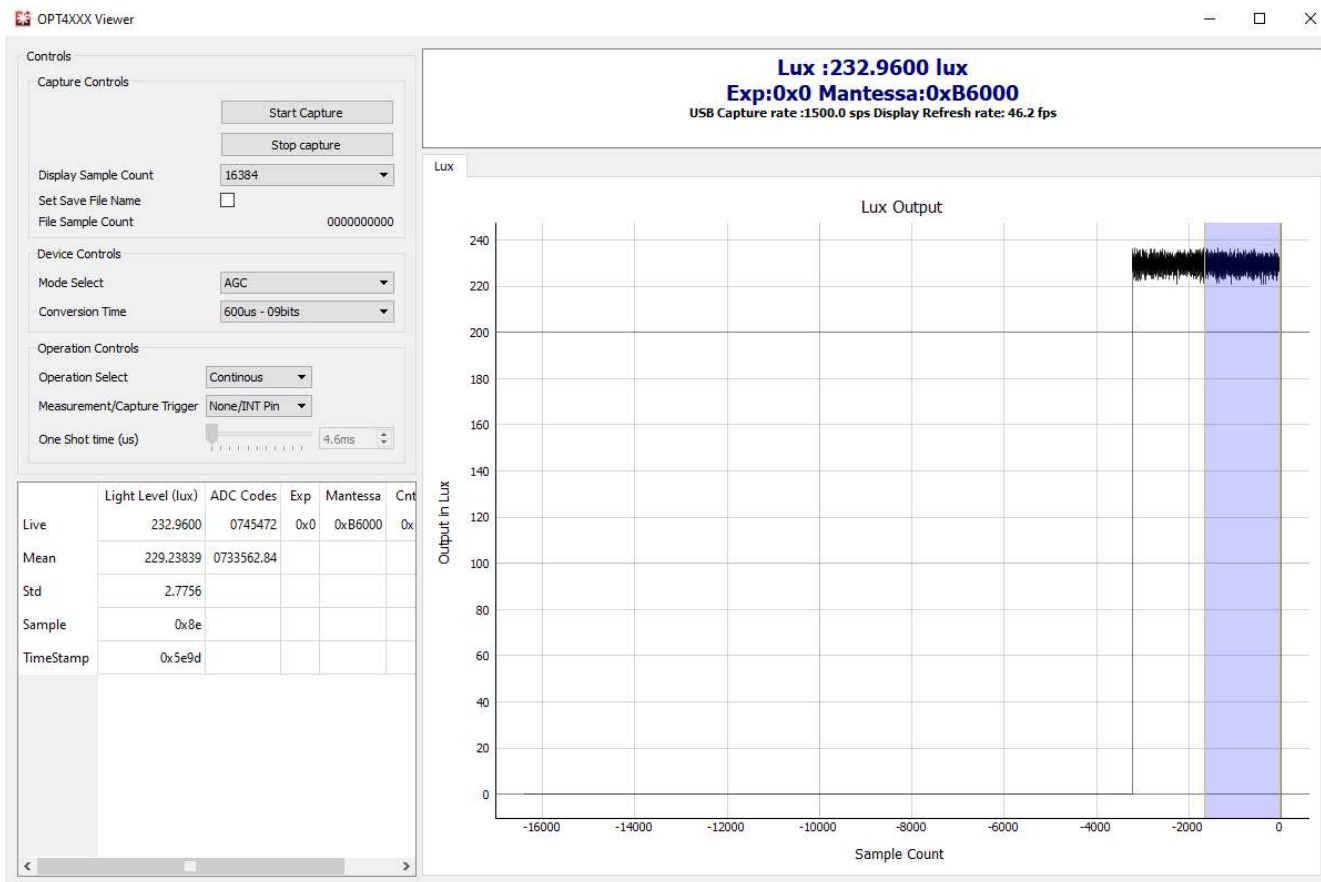 OPT4XXX Viewer
Controls
Capture Controls
Start Capture
Stop capture
Display Sample Count 16384
Set Save File Name
File Sample Count 0000000000
Device Controls
Mode Select AGC
Conversion Time 600us - 09bits
Operation Controls
Operation Select Continous
Measurement/Capture Trigger None/INT Pin
One Shot time (us) 4.6ms
Light Level (lux) ADC Codes Exp Mantessa Cnt
Live 232.9600 0745472 0x0 0xB6000 0x
Mean 229.23839 0733562.84
Std 2.7756
Sample 0x8e
TimeStamp 0x5e9d
Lux :232.9600 lux
Exp:0x0 Mantessa:0xB6000
USB Capture rate :1500.0 sps Display Refresh rate: 46.2 fps
Lux
Lux Output
Output in Lux
240
220
200
180
160
140
120
100
80
60
40
20
0
-16000 -14000 -12000 -10000 -8000 -6000 -4000 -2000 0
Sample Count